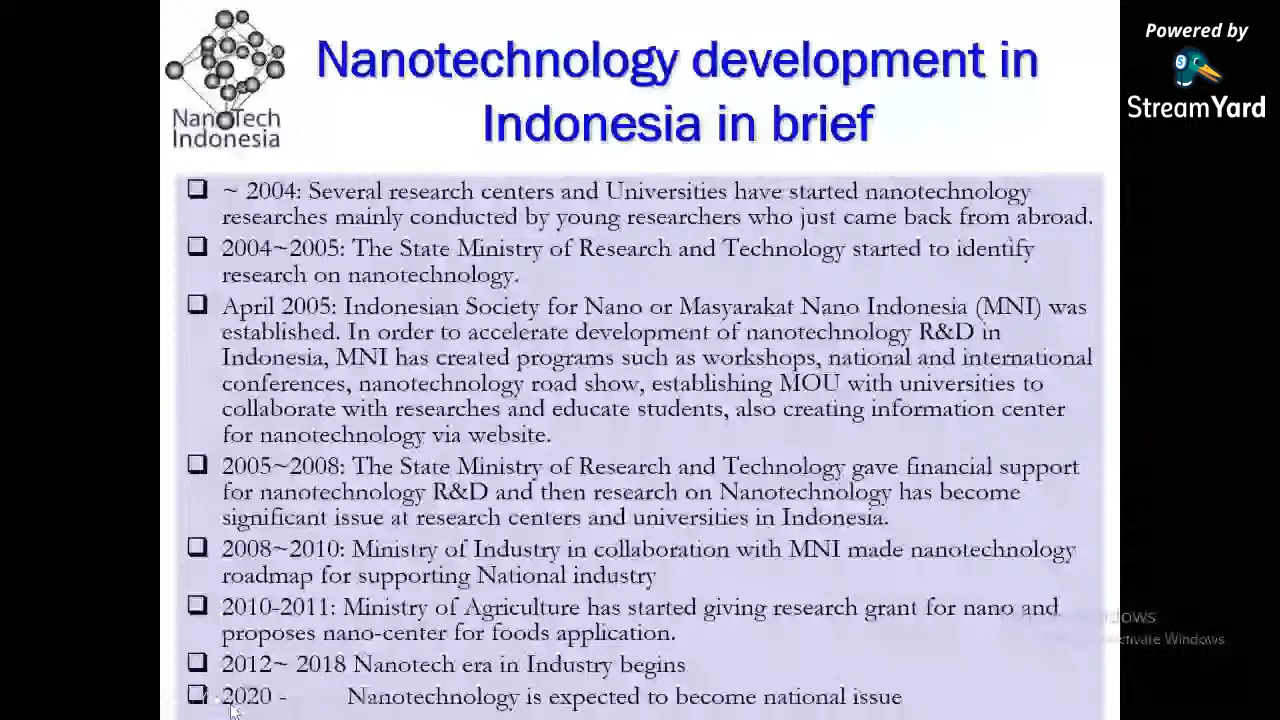 Nanotechnology development in
Indonesia in brief
NanoTech
Indonesia
Powered by
StreamYard
~ 2004: Several research centers and Universities have started nanotechnology
researches mainly conducted by young researchers who just came back from abroad.
2004~2005: The State Ministry of Research and Technology started to identify
research on nanotechnology.
April 2005: Indonesian Society for Nano or Masyarakat Nano Indonesia (MNI) was
established. In order to accelerate development of nanotechnology R&D in
Indonesia, MNI has created programs such as workshops, national and international
conferences, nanotechnology road show, establishing MOU with universities to
collaborate with researches and educate students, also creating information center
for nanotechnology via website.
2005~2008: The State Ministry of Research and Technology gave financial support
for nanotechnology R&D and then research on Nanotechnology has become
significant issue at research centers and universities in Indonesia.
2008~2010: Ministry of Industry in collaboration with MNI made nanotechnology
roadmap for supporting National industry
2010-2011: Ministry of Agriculture has started giving research grant for nano and
proposes nano-center for foods application.
2012~ 2018 Nanotech era in Industry begins
2020 - Nanotechnology is expected to become national issue
Windows